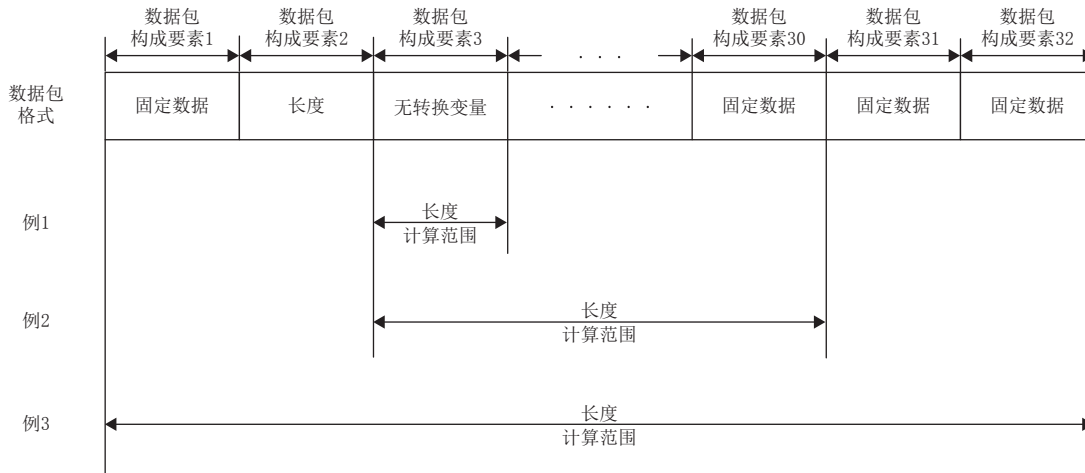 数据包 数据包 数据包 数据包 数据包 数据包
构成要素1 构成要素2 构成要素3 . . . 构成要素30 构成要素31 构成要素32
数据包
格式
固定数据 长度 无转换变量 . . . . . . 固定数据 固定数据 固定数据
例1
长度
计算范围
例2
长度
计算范围
例3
长度
计算范围